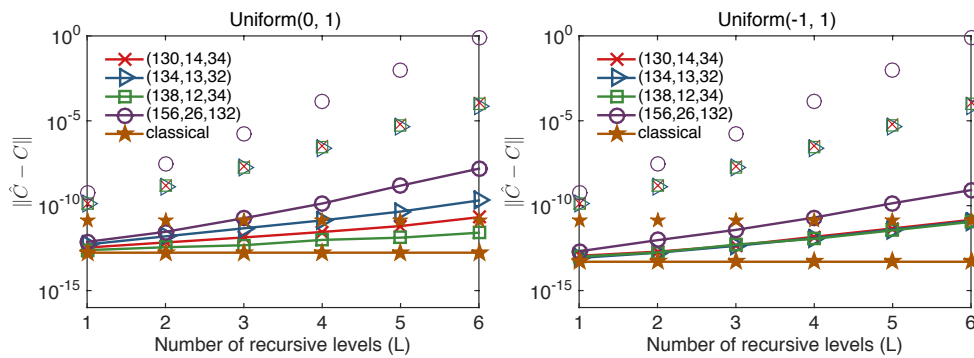 Uniform(0, 1)
10^0
10^-5
10^-10
10^-15
||Ĉ − C||
(130,14,34)
(134,13,32)
(138,12,34)
(156,26,132)
classical
1 2 3 4 5 6
Number of recursive levels (L)
Uniform(-1, 1)
10^0
10^-5
10^-10
10^-15
||Ĉ − C||
(130,14,34)
(134,13,32)
(138,12,34)
(156,26,132)
classical
1 2 3 4 5 6
Number of recursive levels (L)